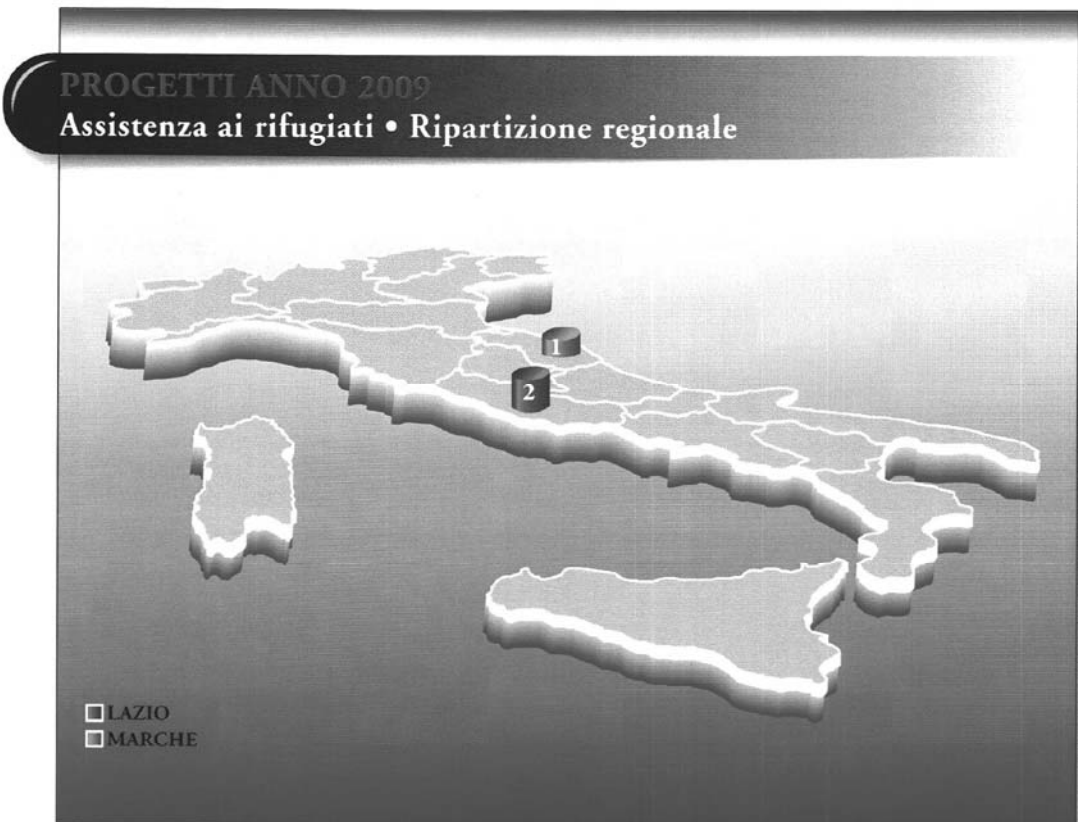 PROGETTI ANNO 2009
Assistenza ai rifugiati • Ripartizione regionale
1
2
LAZIO
MARCHE